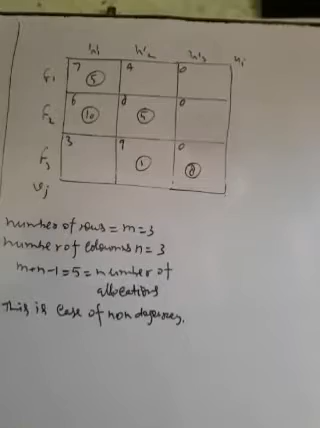 W1 W2 W3 ui
F1 7 5 4 0
F2 6 10 8 5 0
F3 3 9 1 0 8
vj
number of rows = m = 3
number of coloumns n = 3
m+n-1 = 5 = number of
allocations
This is case of non degeneracy.